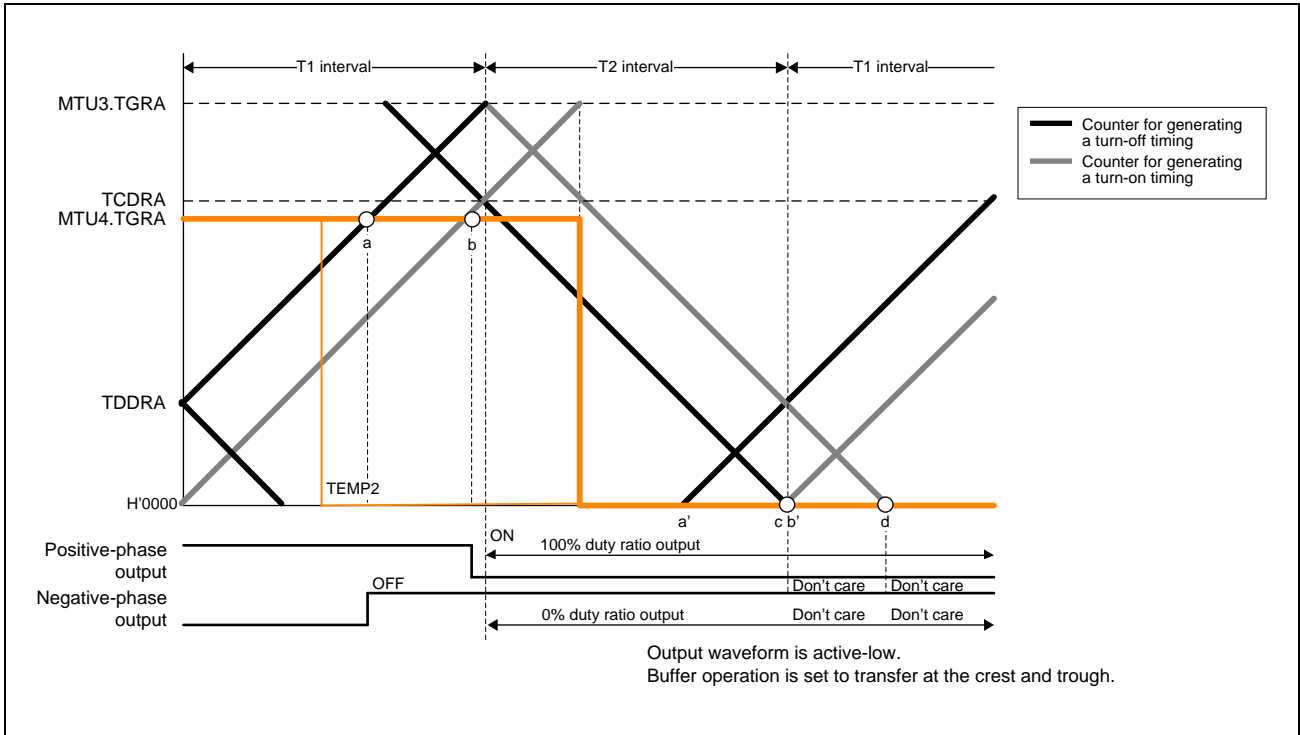 T1 interval
T2 interval
T1 interval
MTU3.TGRA
Counter for generating
a turn-off timing
Counter for generating
a turn-on timing
TCDRA
MTU4.TGRA
a
b
TDDRA
TEMP2
H'0000
a'
c b'
d
ON
100% duty ratio output
Positive-phase
output
OFF
Don't care
Don't care
Negative-phase
output
0% duty ratio output
Don't care
Don't care
Output waveform is active-low.
Buffer operation is set to transfer at the crest and trough.